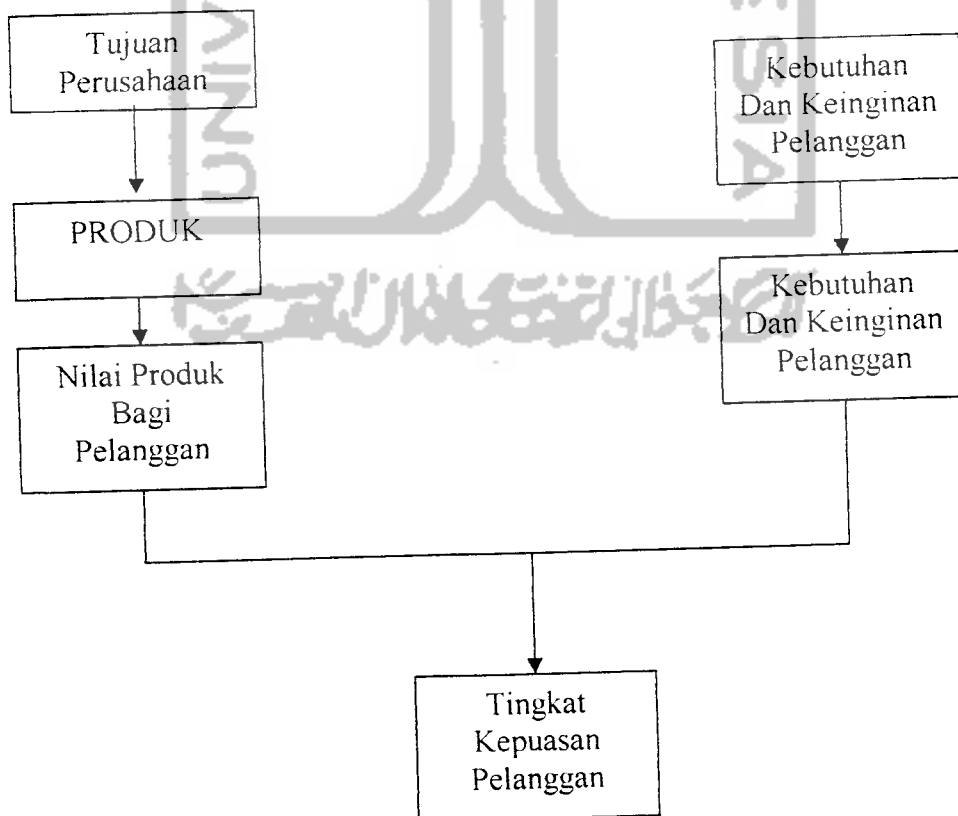 Tujuan
Perusahaan
PRODUK
Nilai Produk
Bagi
Pelanggan
Kebutuhan
Dan Keinginan
Pelanggan
Kebutuhan
Dan Keinginan
Pelanggan
Tingkat
Kepuasan
Pelanggan